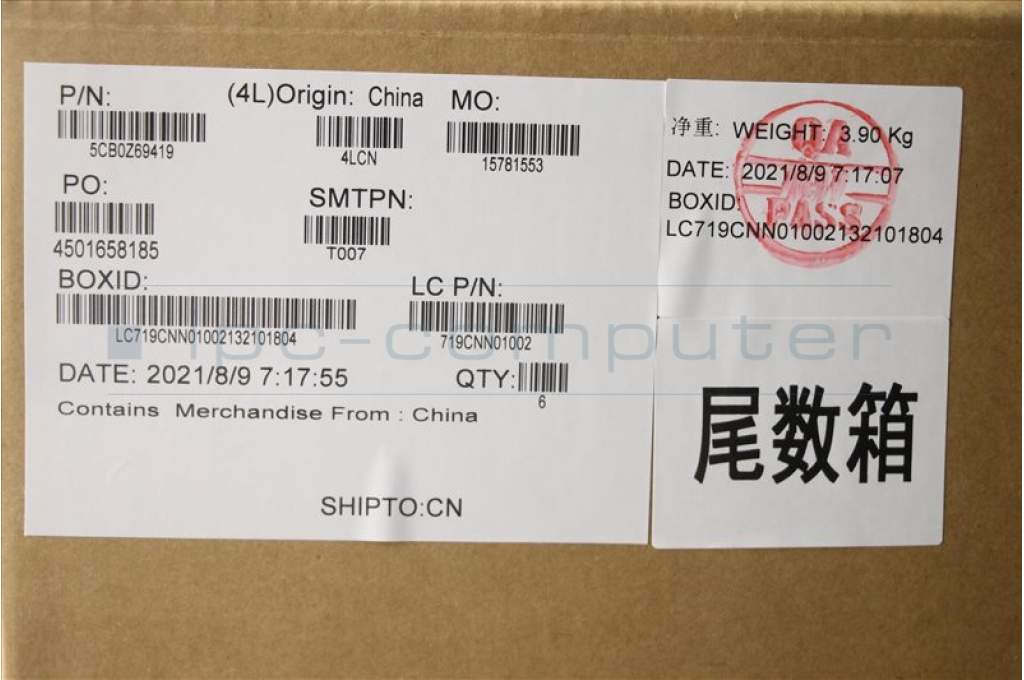 P/N:
5CB0Z69419
(4L)Origin: China
4LCN
MO:
15781553
PO:
4501658185
SMTPN:
T007
BOXID:
LC719CNN01002132101804
LC P/N:
719CNN01002
DATE: 2021/8/9 7:17:55
QTY:
6
Contains Merchandise From : China
SHIPTO:CN
净重: WEIGHT: 3.90 Kg
DATE: 2021/8/9 7:17:07
BOXID:
LC719CNN01002132101804
QA
PASS
尾数箱
ipc-computer